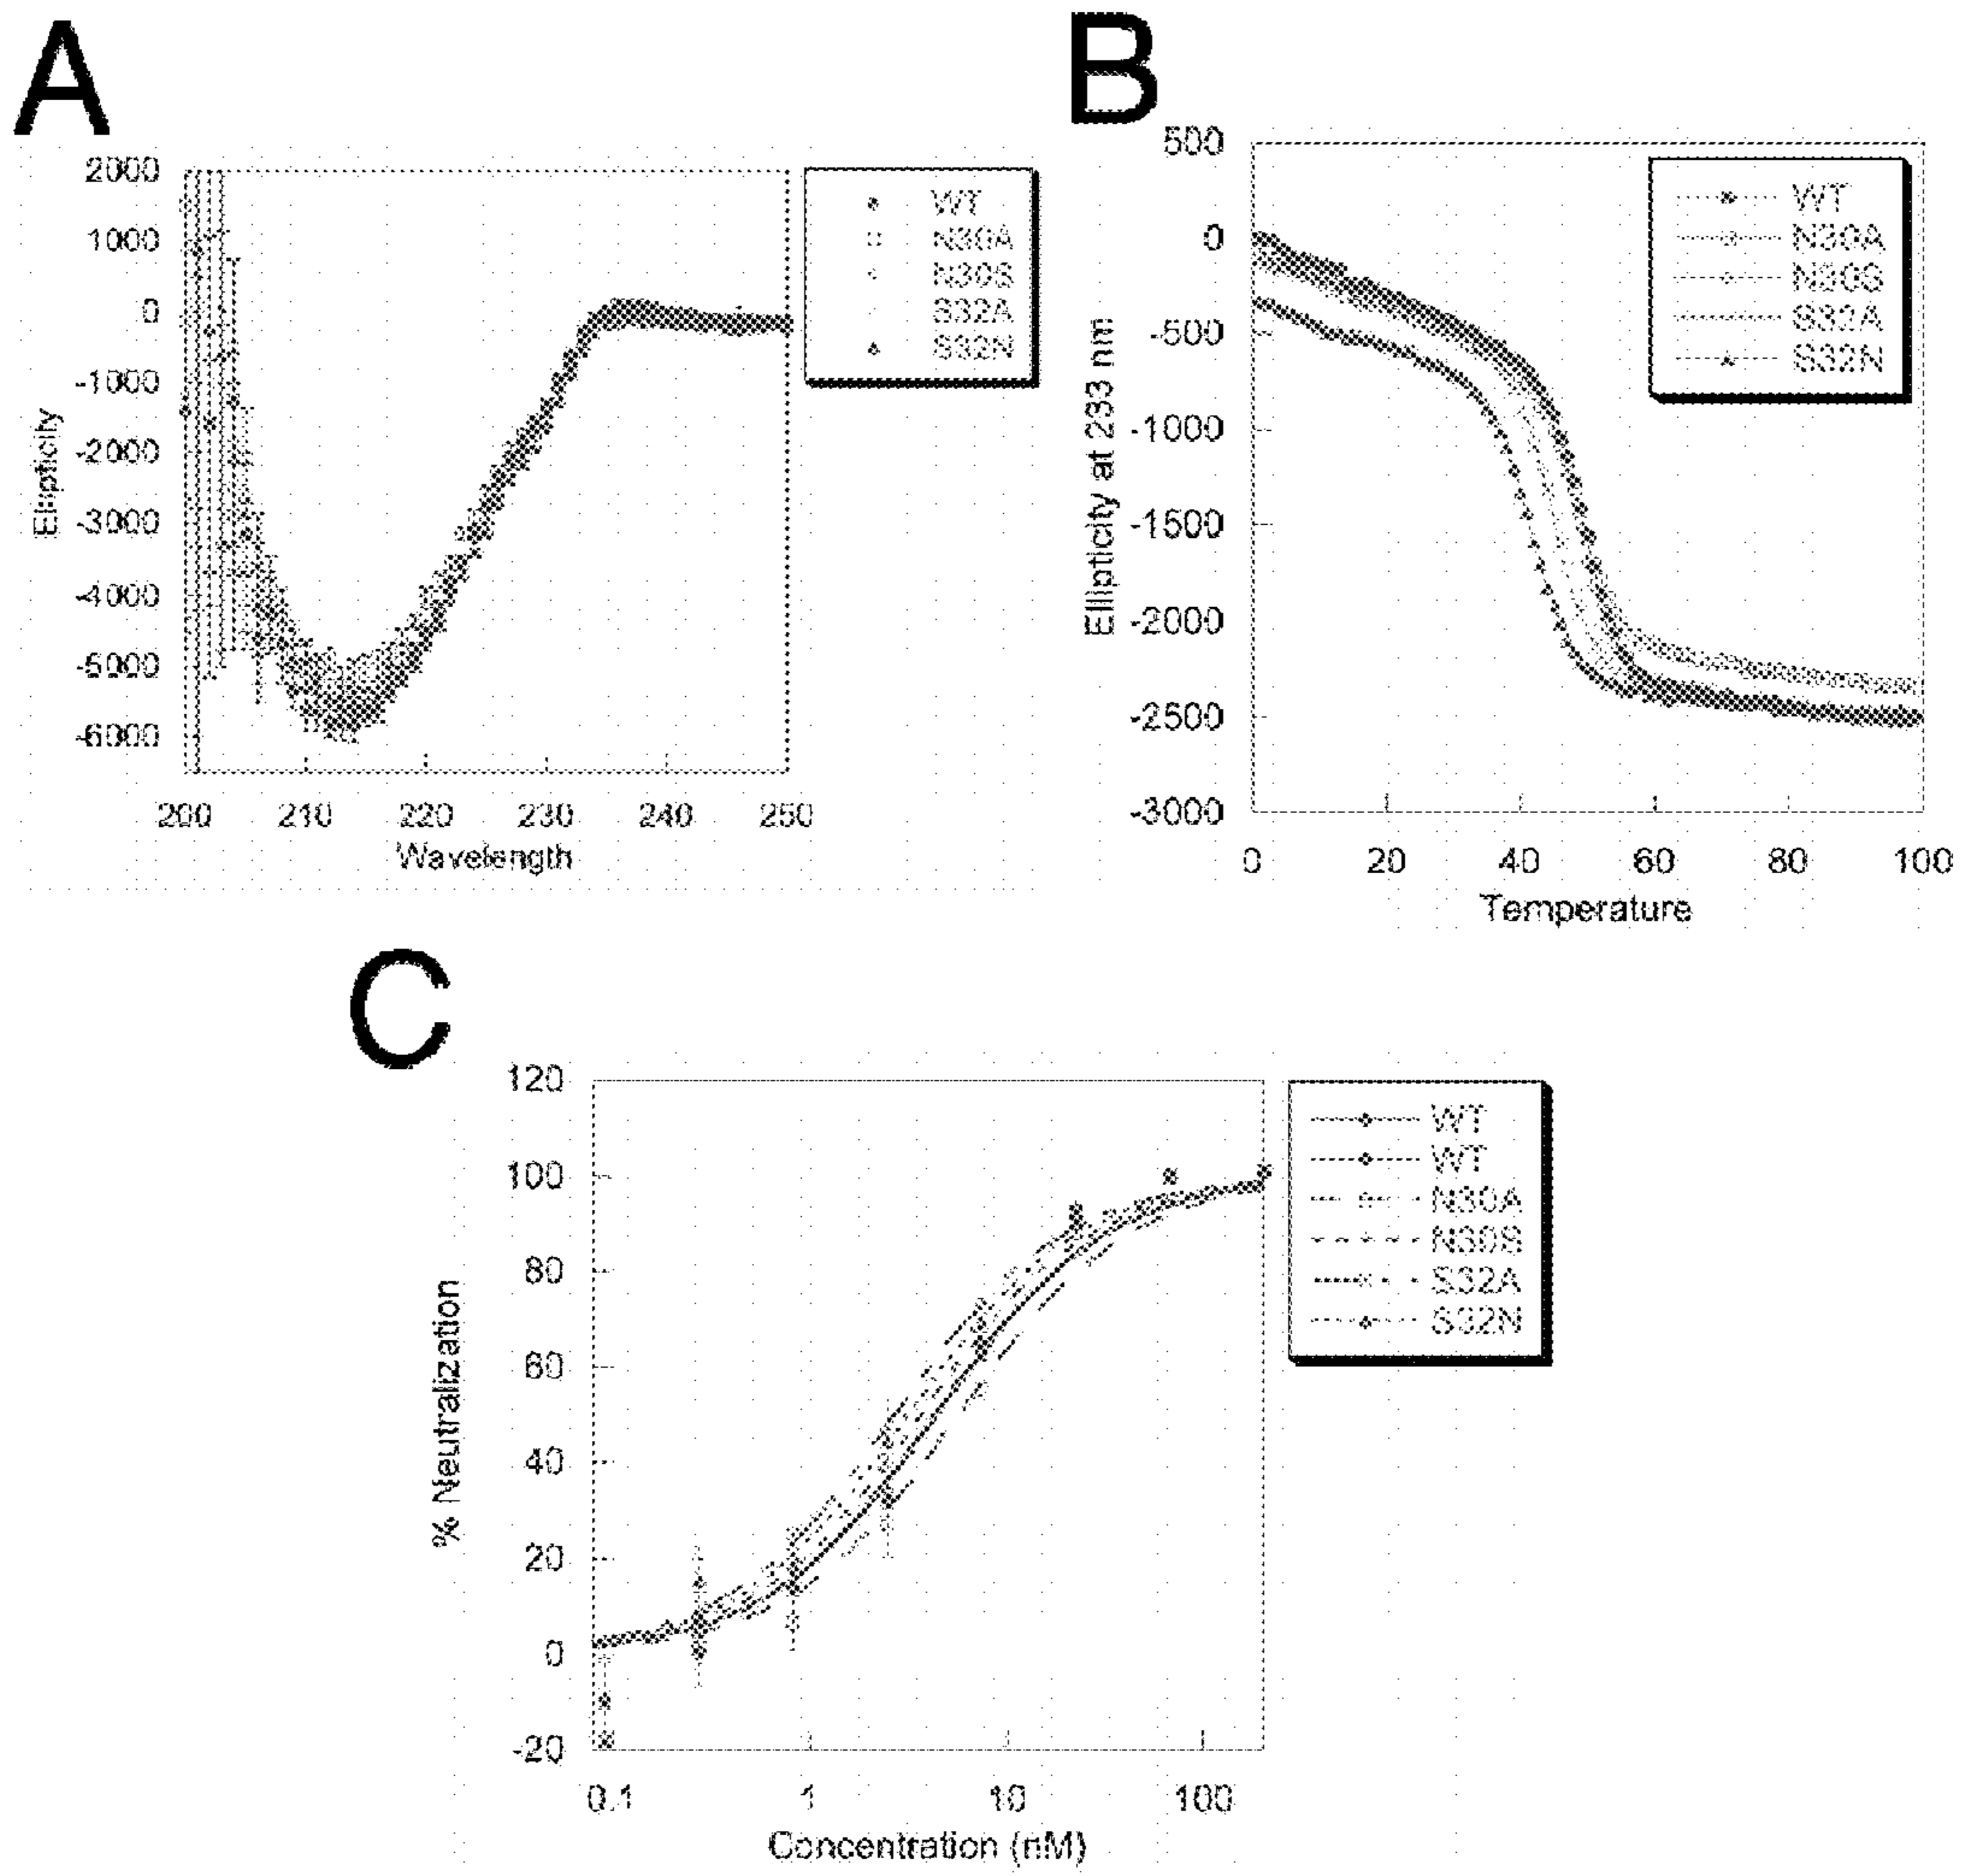 A
2000
1000
0
-1000
-2000
-3000
-4000
-5000
-6000
Ellipticity
200 210 220 230 240 250
Wavelength
WT
N30A
N30S
S32A
S32N
B
500
0
-500
-1000
-1500
-2000
-2500
-3000
Ellipticity at 233 nm
0 20 40 60 80 100
Temperature
WT
N30A
N30S
S32A
S32N
C
120
100
80
60
40
20
0
-20
% Neutralization
0.1 1 10 100
Concentration (nM)
WT
WT
N30A
N30S
S32A
S32N